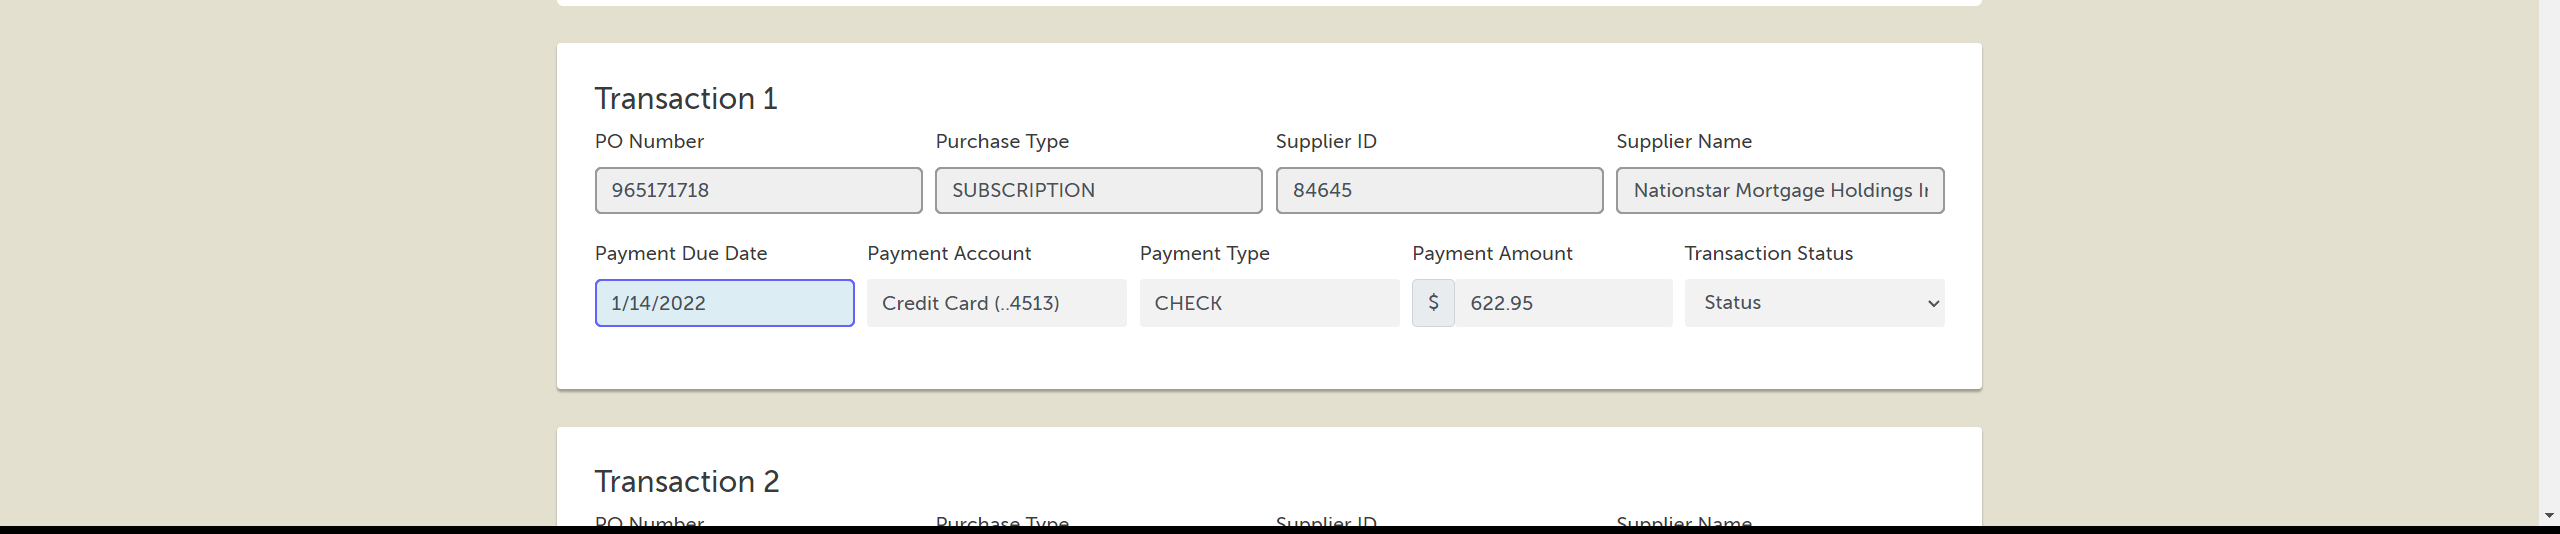 Transaction 1
PO Number Purchase Type Supplier ID Supplier Name
965171718 SUBSCRIPTION 84645 Nationstar Mortgage Holdings
Payment Due Date Payment Account Payment Type Payment Amount Transaction Status
1/14/2022 Credit Card (..4513) CHECK $ 622.95 Status
Transaction 2
PO Number Purchase Type Supplier ID Supplier Name